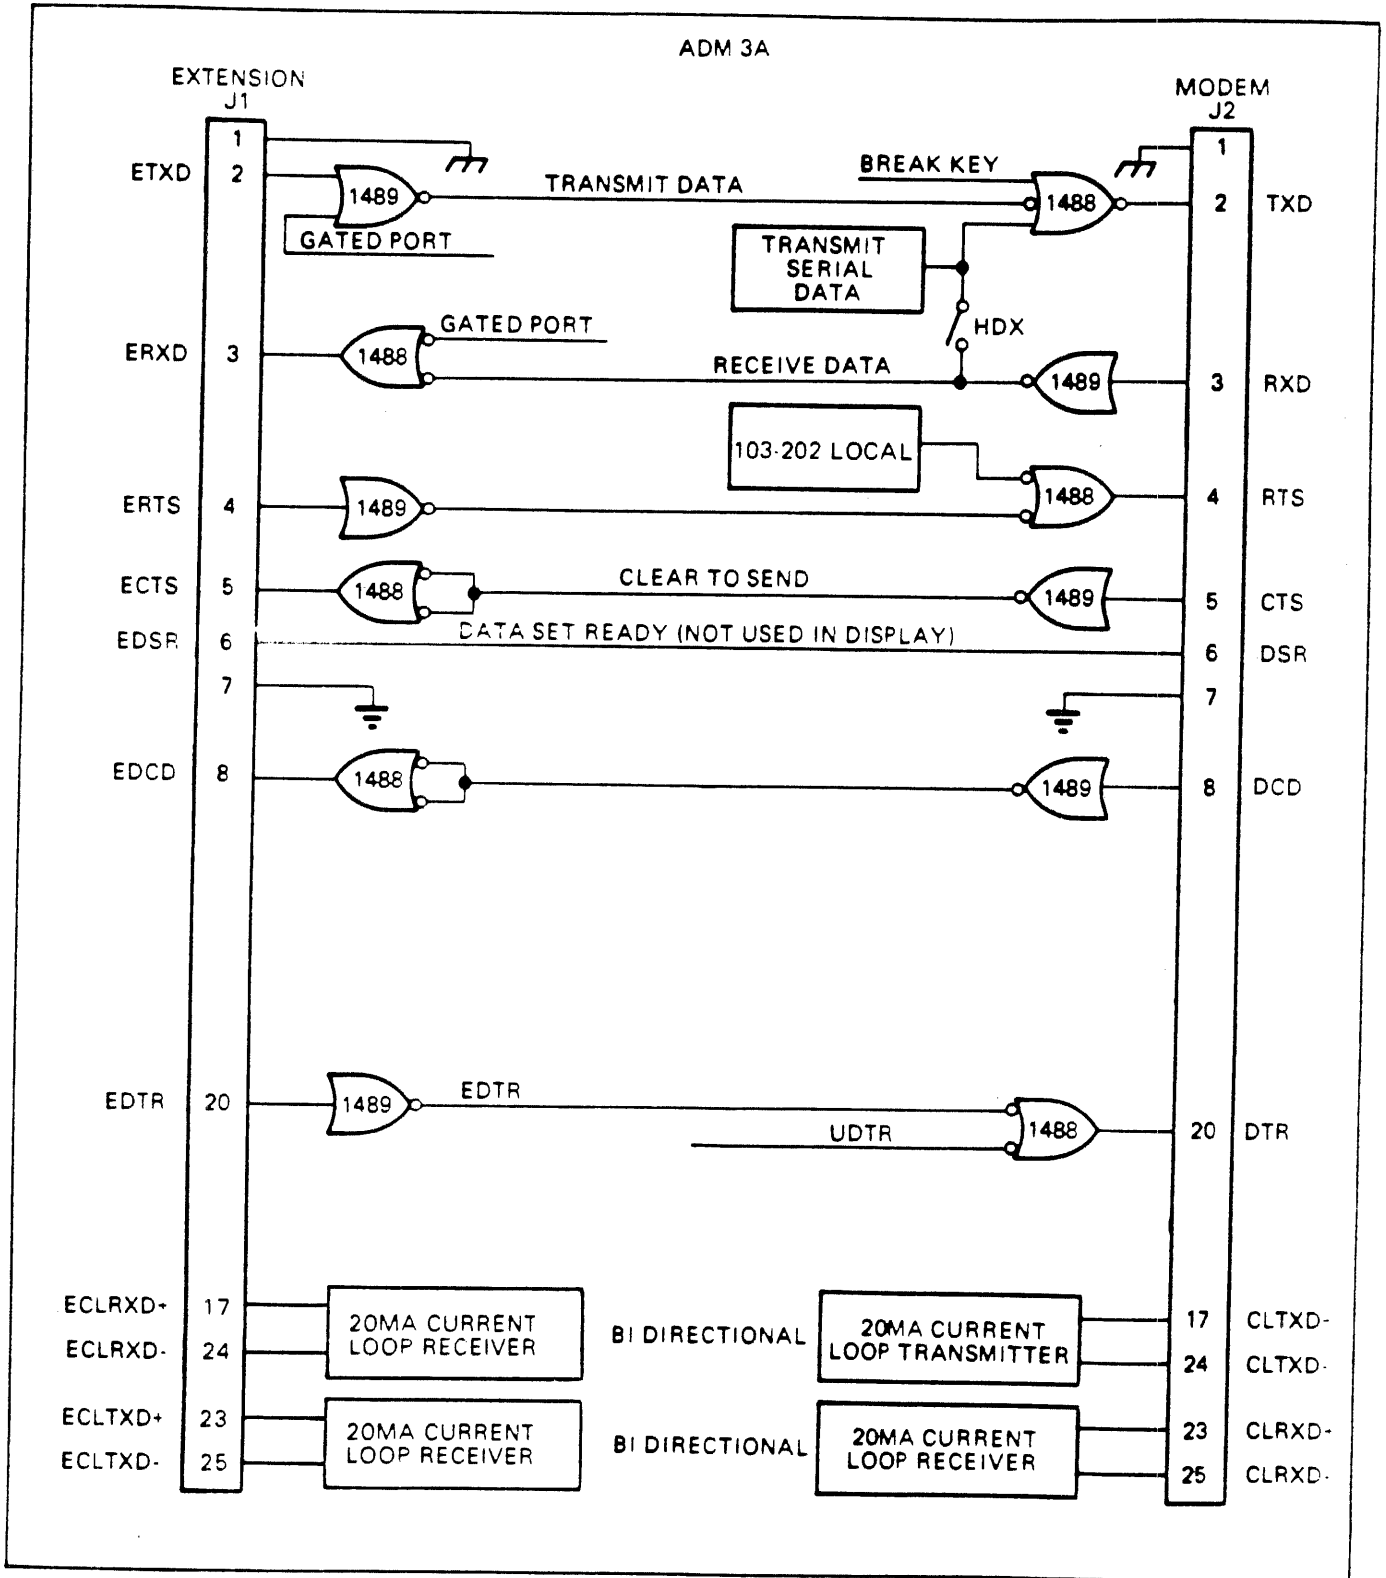 ADM 3A
EXTENSION
J1
MODEM
J2
1
1
ETXD
2
1489
TRANSMIT DATA
BREAK KEY
1488
2
TXD
GATED PORT
TRANSMIT
SERIAL
DATA
HDX
ERXD
3
1488
GATED PORT
RECEIVE DATA
1489
3
RXD
103-202 LOCAL
ERTS
4
1489
1488
4
RTS
ECTS
5
1488
CLEAR TO SEND
1489
5
CTS
EDSR
6
DATA SET READY (NOT USED IN DISPLAY)
6
DSR
7
7
EDCD
8
1488
1489
8
DCD
EDTR
20
1489
EDTR
UDTR
1488
20
DTR
ECLRXD+
17
ECLRXD-
24
20MA CURRENT
LOOP RECEIVER
BI DIRECTIONAL
20MA CURRENT
LOOP TRANSMITTER
17
CLTXD-
24
CLTXD-
ECLTXD+
23
ECLTXD-
25
20MA CURRENT
LOOP RECEIVER
BI DIRECTIONAL
20MA CURRENT
LOOP RECEIVER
23
CLRXD+
25
CLRXD-